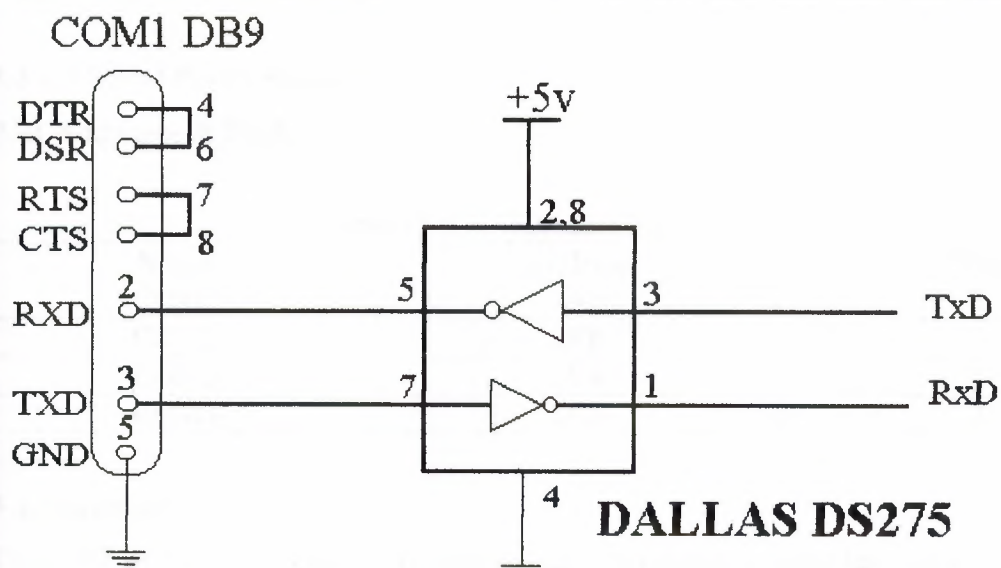 COM1 DB9
DTR 4
DSR 6
RTS 7
CTS 8
+5v
2,8
RXD 2 5 3 TxD
TXD 3 7 1 RxD
GND 5
4
DALLAS DS275